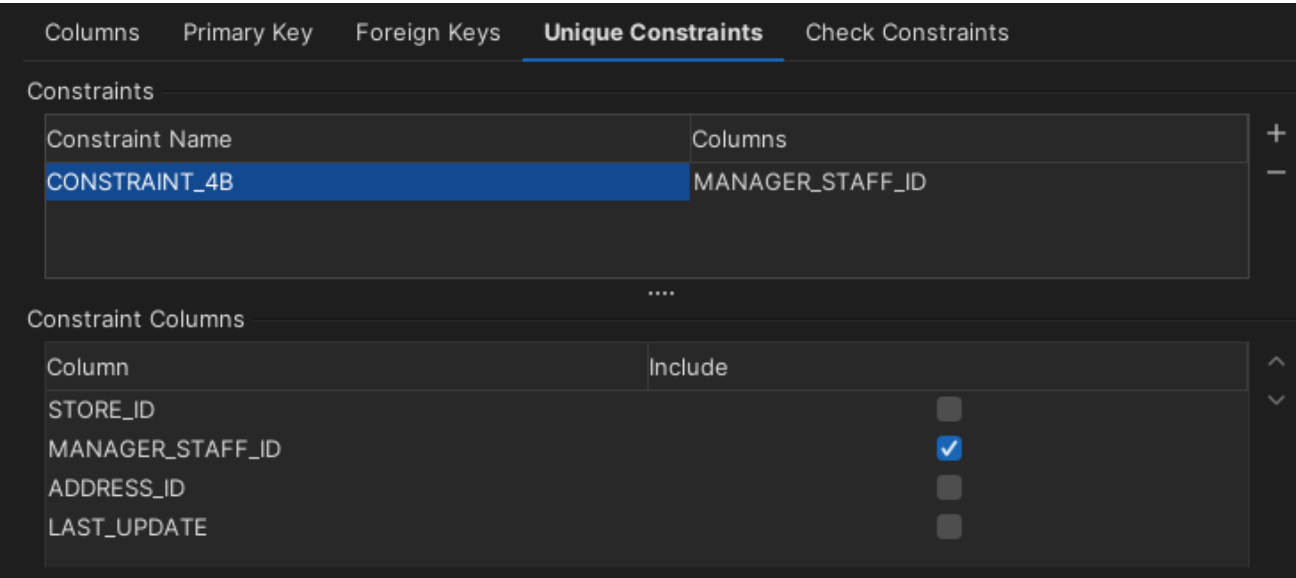 Columns Primary Key Foreign Keys Unique Constraints Check Constraints
Constraints
Constraint Name Columns
CONSTRAINT_4B MANAGER_STAFF_ID
Constraint Columns
Column Include
STORE_ID
MANAGER_STAFF_ID
ADDRESS_ID
LAST_UPDATE